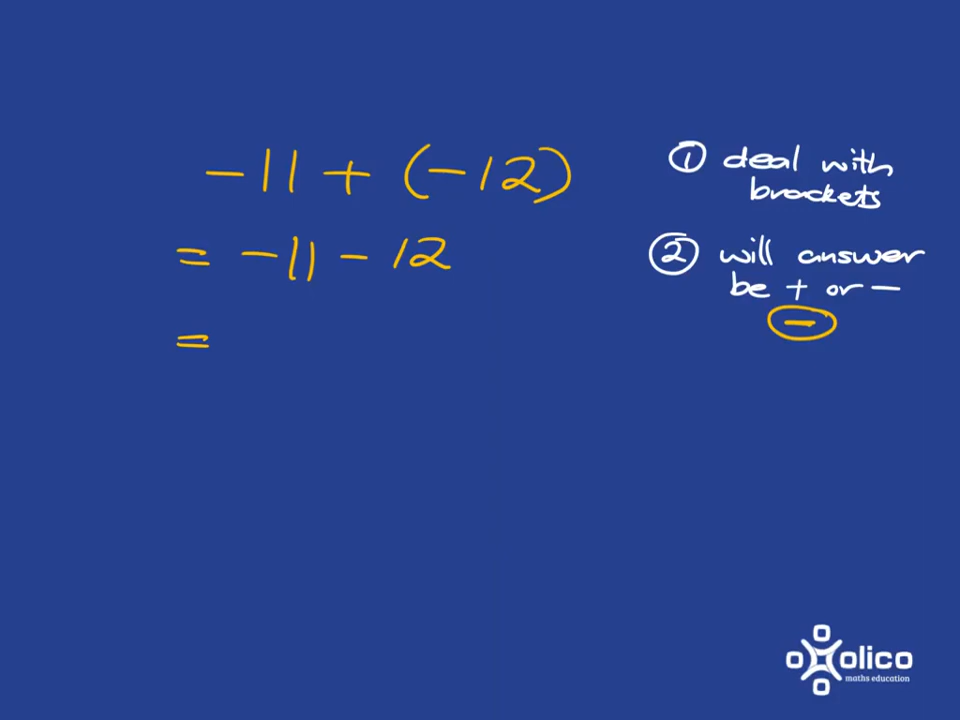 -11 + (-12)
= -11 - 12
=
① deal with
brackets
② will answer
be + or -
-
olico
maths education